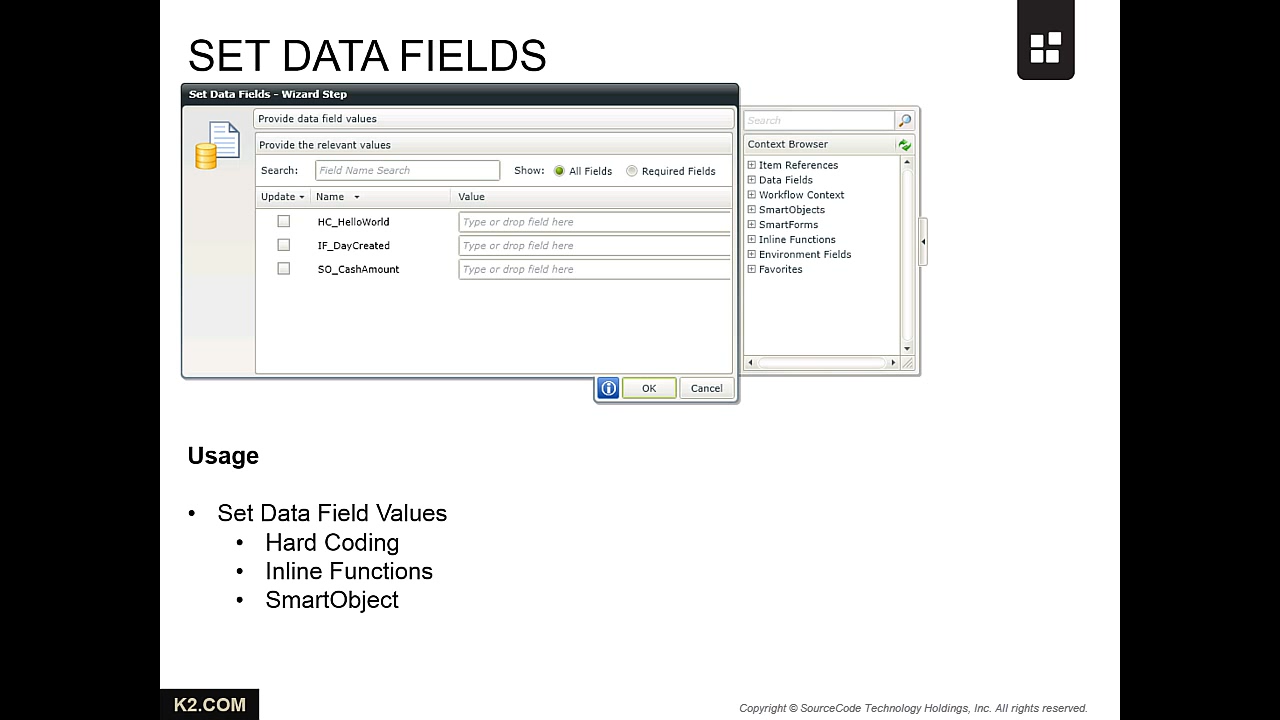 SET DATA FIELDS
Set Data Fields - Wizard Step
Provide data field values
Provide the relevant values
Search: Field Name Search Show: All Fields Required Fields
Update Name Value
HC_HelloWorld Type or drop field here
IF_DayCreated Type or drop field here
SO_CashAmount Type or drop field here
OK Cancel
Search
Context Browser
Item References
Data Fields
Workflow Context
SmartObjects
SmartForms
Inline Functions
Environment Fields
Favorites
Usage
• Set Data Field Values
• Hard Coding
• Inline Functions
• SmartObject
K2.COM
Copyright © SourceCode Technology Holdings, Inc. All rights reserved.